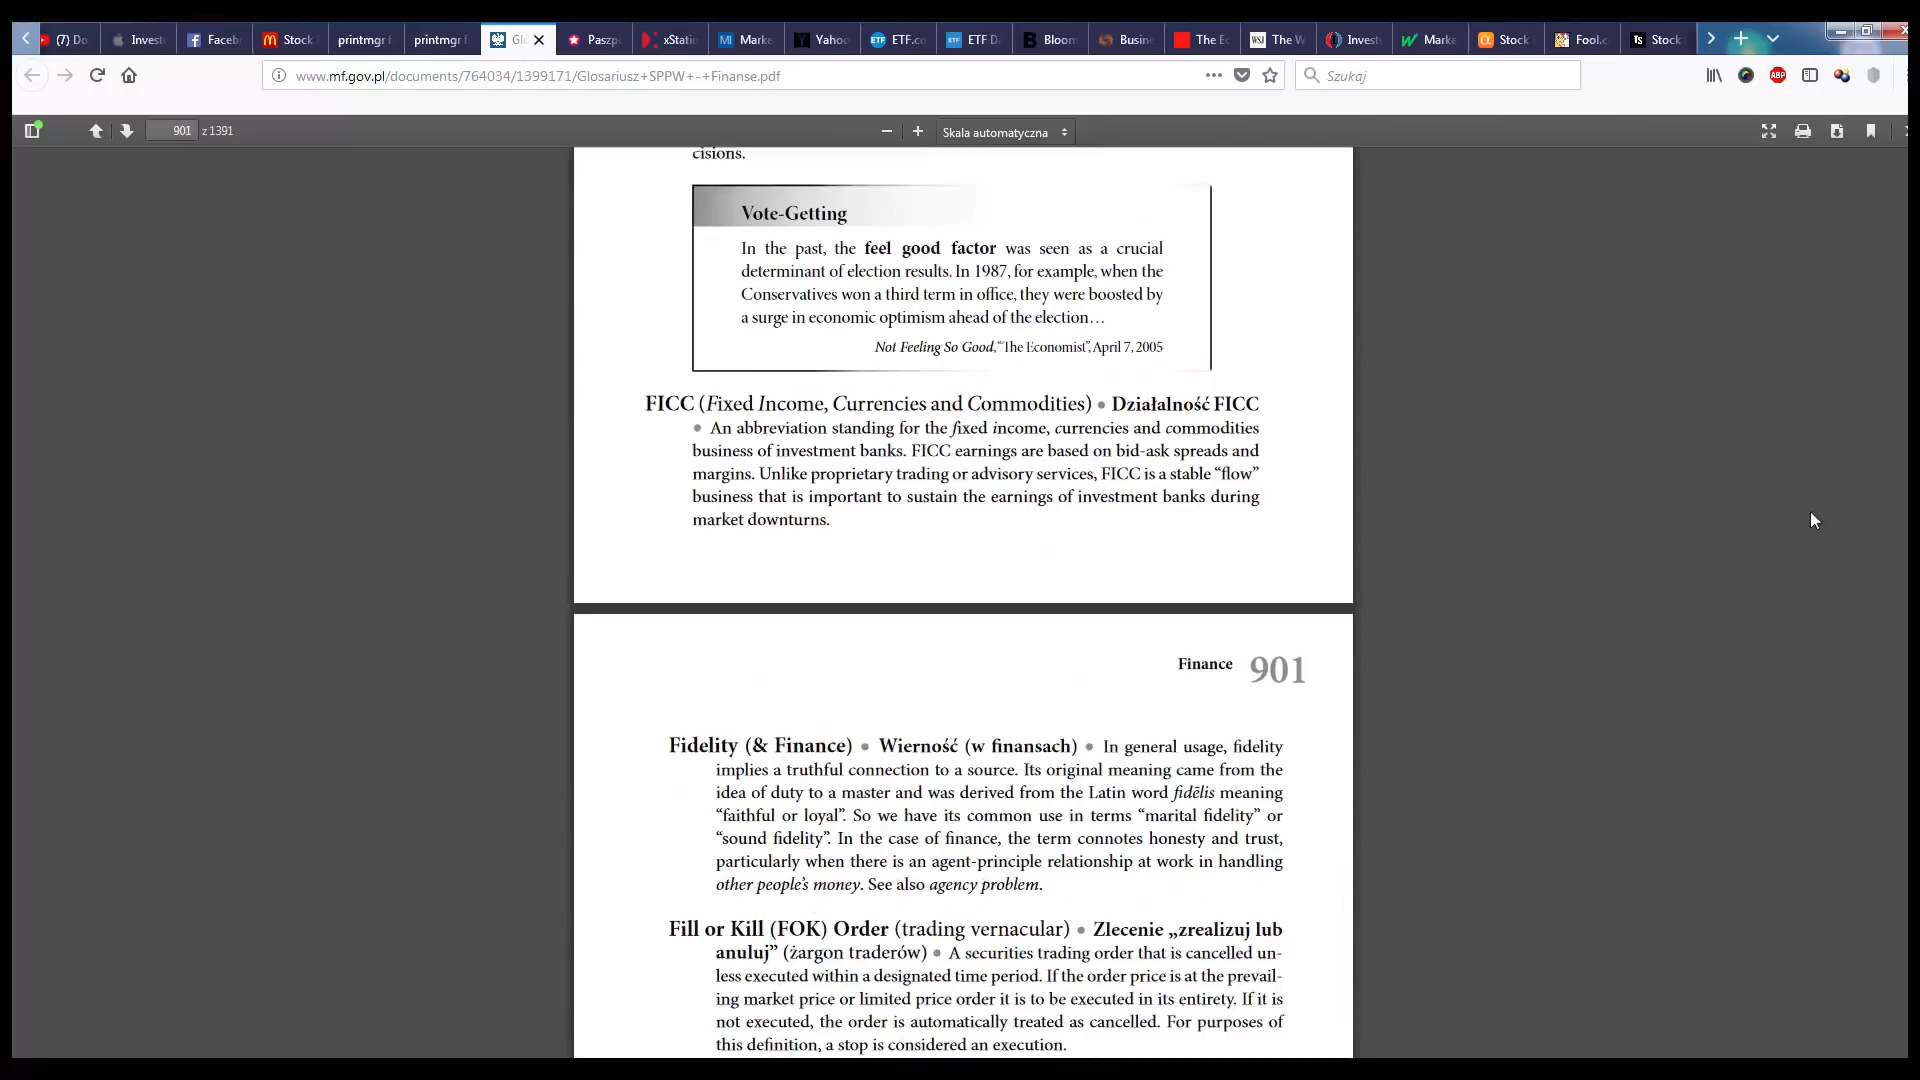 (7) Do
Invest
Faceb
Stock
printmgr f
printmgr f
Glo
Paszp
xStatio
MI Marke
Yahoo
ETF ETF.co
ETF ETF D
B Bloom
Busin
The Ec
WSJ The W
Investi
Marke
α Stock
Fool.c
Ts Stock
www.mf.gov.pl/documents/764034/1399171/Glosariusz+SPPW+-+Finanse.pdf
Szukaj
ABP
901 z 1391
Skala automatyczna
cisions.
Vote-Getting
In the past, the feel good factor was seen as a crucial
determinant of election results. In 1987, for example, when the
Conservatives won a third term in office, they were boosted by
a surge in economic optimism ahead of the election…
Not Feeling So Good, “The Economist”, April 7, 2005
FICC (Fixed Income, Currencies and Commodities) • Działalność FICC
• An abbreviation standing for the fixed income, currencies and commodities
business of investment banks. FICC earnings are based on bid-ask spreads and
margins. Unlike proprietary trading or advisory services, FICC is a stable “flow”
business that is important to sustain the earnings of investment banks during
market downturns.
Finance 901
Fidelity (& Finance) • Wierność (w finansach) • In general usage, fidelity
implies a truthful connection to a source. Its original meaning came from the
idea of duty to a master and was derived from the Latin word fidēlis meaning
“faithful or loyal”. So we have its common use in terms “marital fidelity” or
“sound fidelity”. In the case of finance, the term connotes honesty and trust,
particularly when there is an agent-principle relationship at work in handling
other people’s money. See also agency problem.
Fill or Kill (FOK) Order (trading vernacular) • Zlecenie „zrealizuj lub
anuluj” (żargon traderów) • A securities trading order that is cancelled un-
less executed within a designated time period. If the order price is at the prevail-
ing market price or limited price order it is to be executed in its entirety. If it is
not executed, the order is automatically treated as cancelled. For purposes of
this definition, a stop is considered an execution.